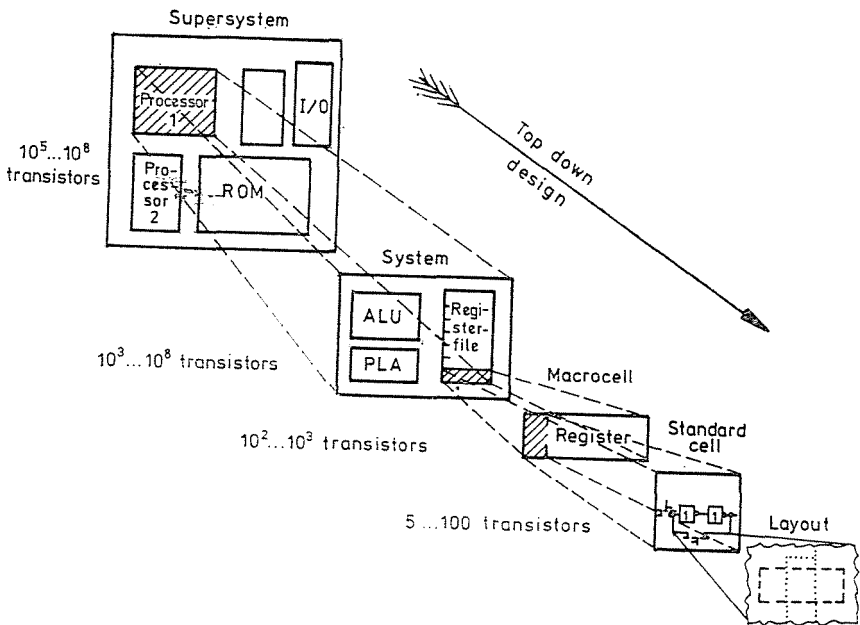 Supersystem
Processor
1
I/O
10⁵...10⁸
transistors
Pro-
ces-
sor
2
ROM
Top down
design
System
ALU
Regi-
ster-
file
PLA
10³...10⁸ transistors
Macrocell
Register
10²...10³ transistors
Standard
cell
1
1
5...100 transistors
Layout